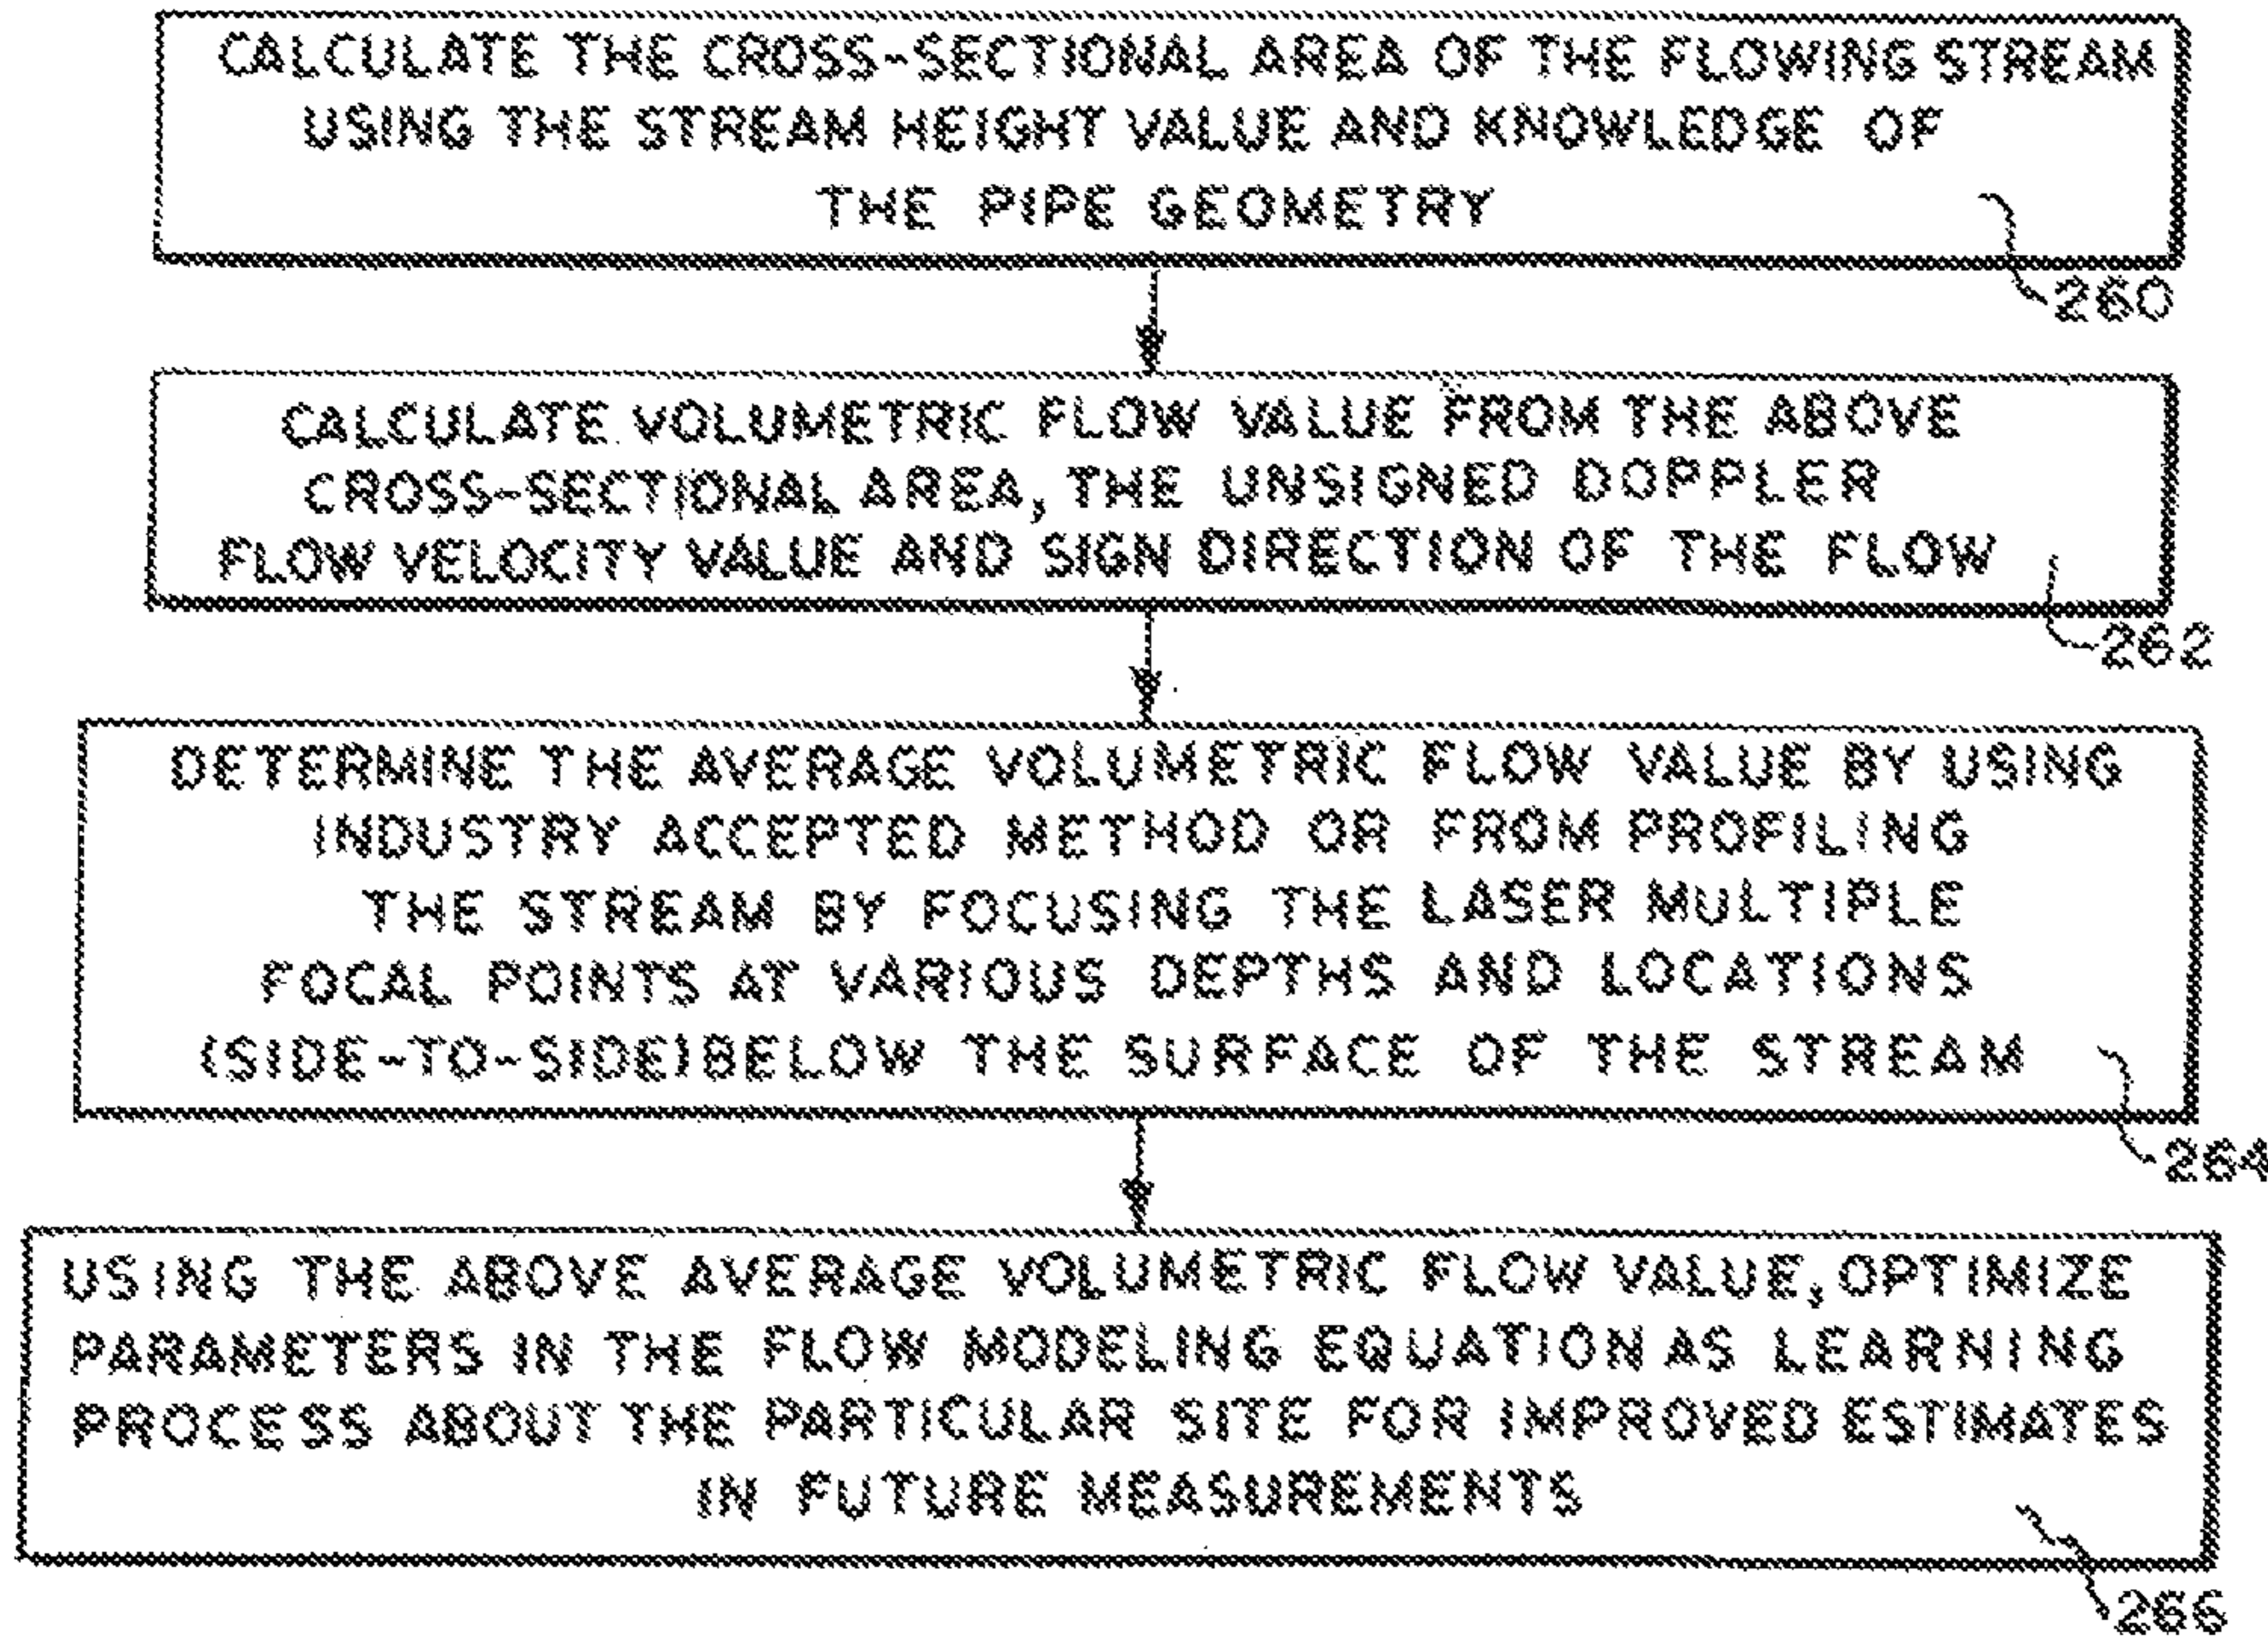 CALCULATE THE CROSS-SECTIONAL AREA OF THE FLOWING STREAM
USING THE STREAM HEIGHT VALUE AND KNOWLEDGE OF
THE PIPE GEOMETRY
260
CALCULATE VOLUMETRIC FLOW VALUE FROM THE ABOVE
CROSS-SECTIONAL AREA, THE UNSIGNED DOPPLER
FLOW VELOCITY VALUE AND SIGN DIRECTION OF THE FLOW
262
DETERMINE THE AVERAGE VOLUMETRIC FLOW VALUE BY USING
INDUSTRY ACCEPTED METHOD OR FROM PROFILING
THE STREAM BY FOCUSING THE LASER MULTIPLE
FOCAL POINTS AT VARIOUS DEPTHS AND LOCATIONS
(SIDE-TO-SIDE)BELOW THE SURFACE OF THE STREAM
264
USING THE ABOVE AVERAGE VOLUMETRIC FLOW VALUE, OPTIMIZE
PARAMETERS IN THE FLOW MODELING EQUATION AS LEARNING
PROCESS ABOUT THE PARTICULAR SITE FOR IMPROVED ESTIMATES
IN FUTURE MEASUREMENTS
266